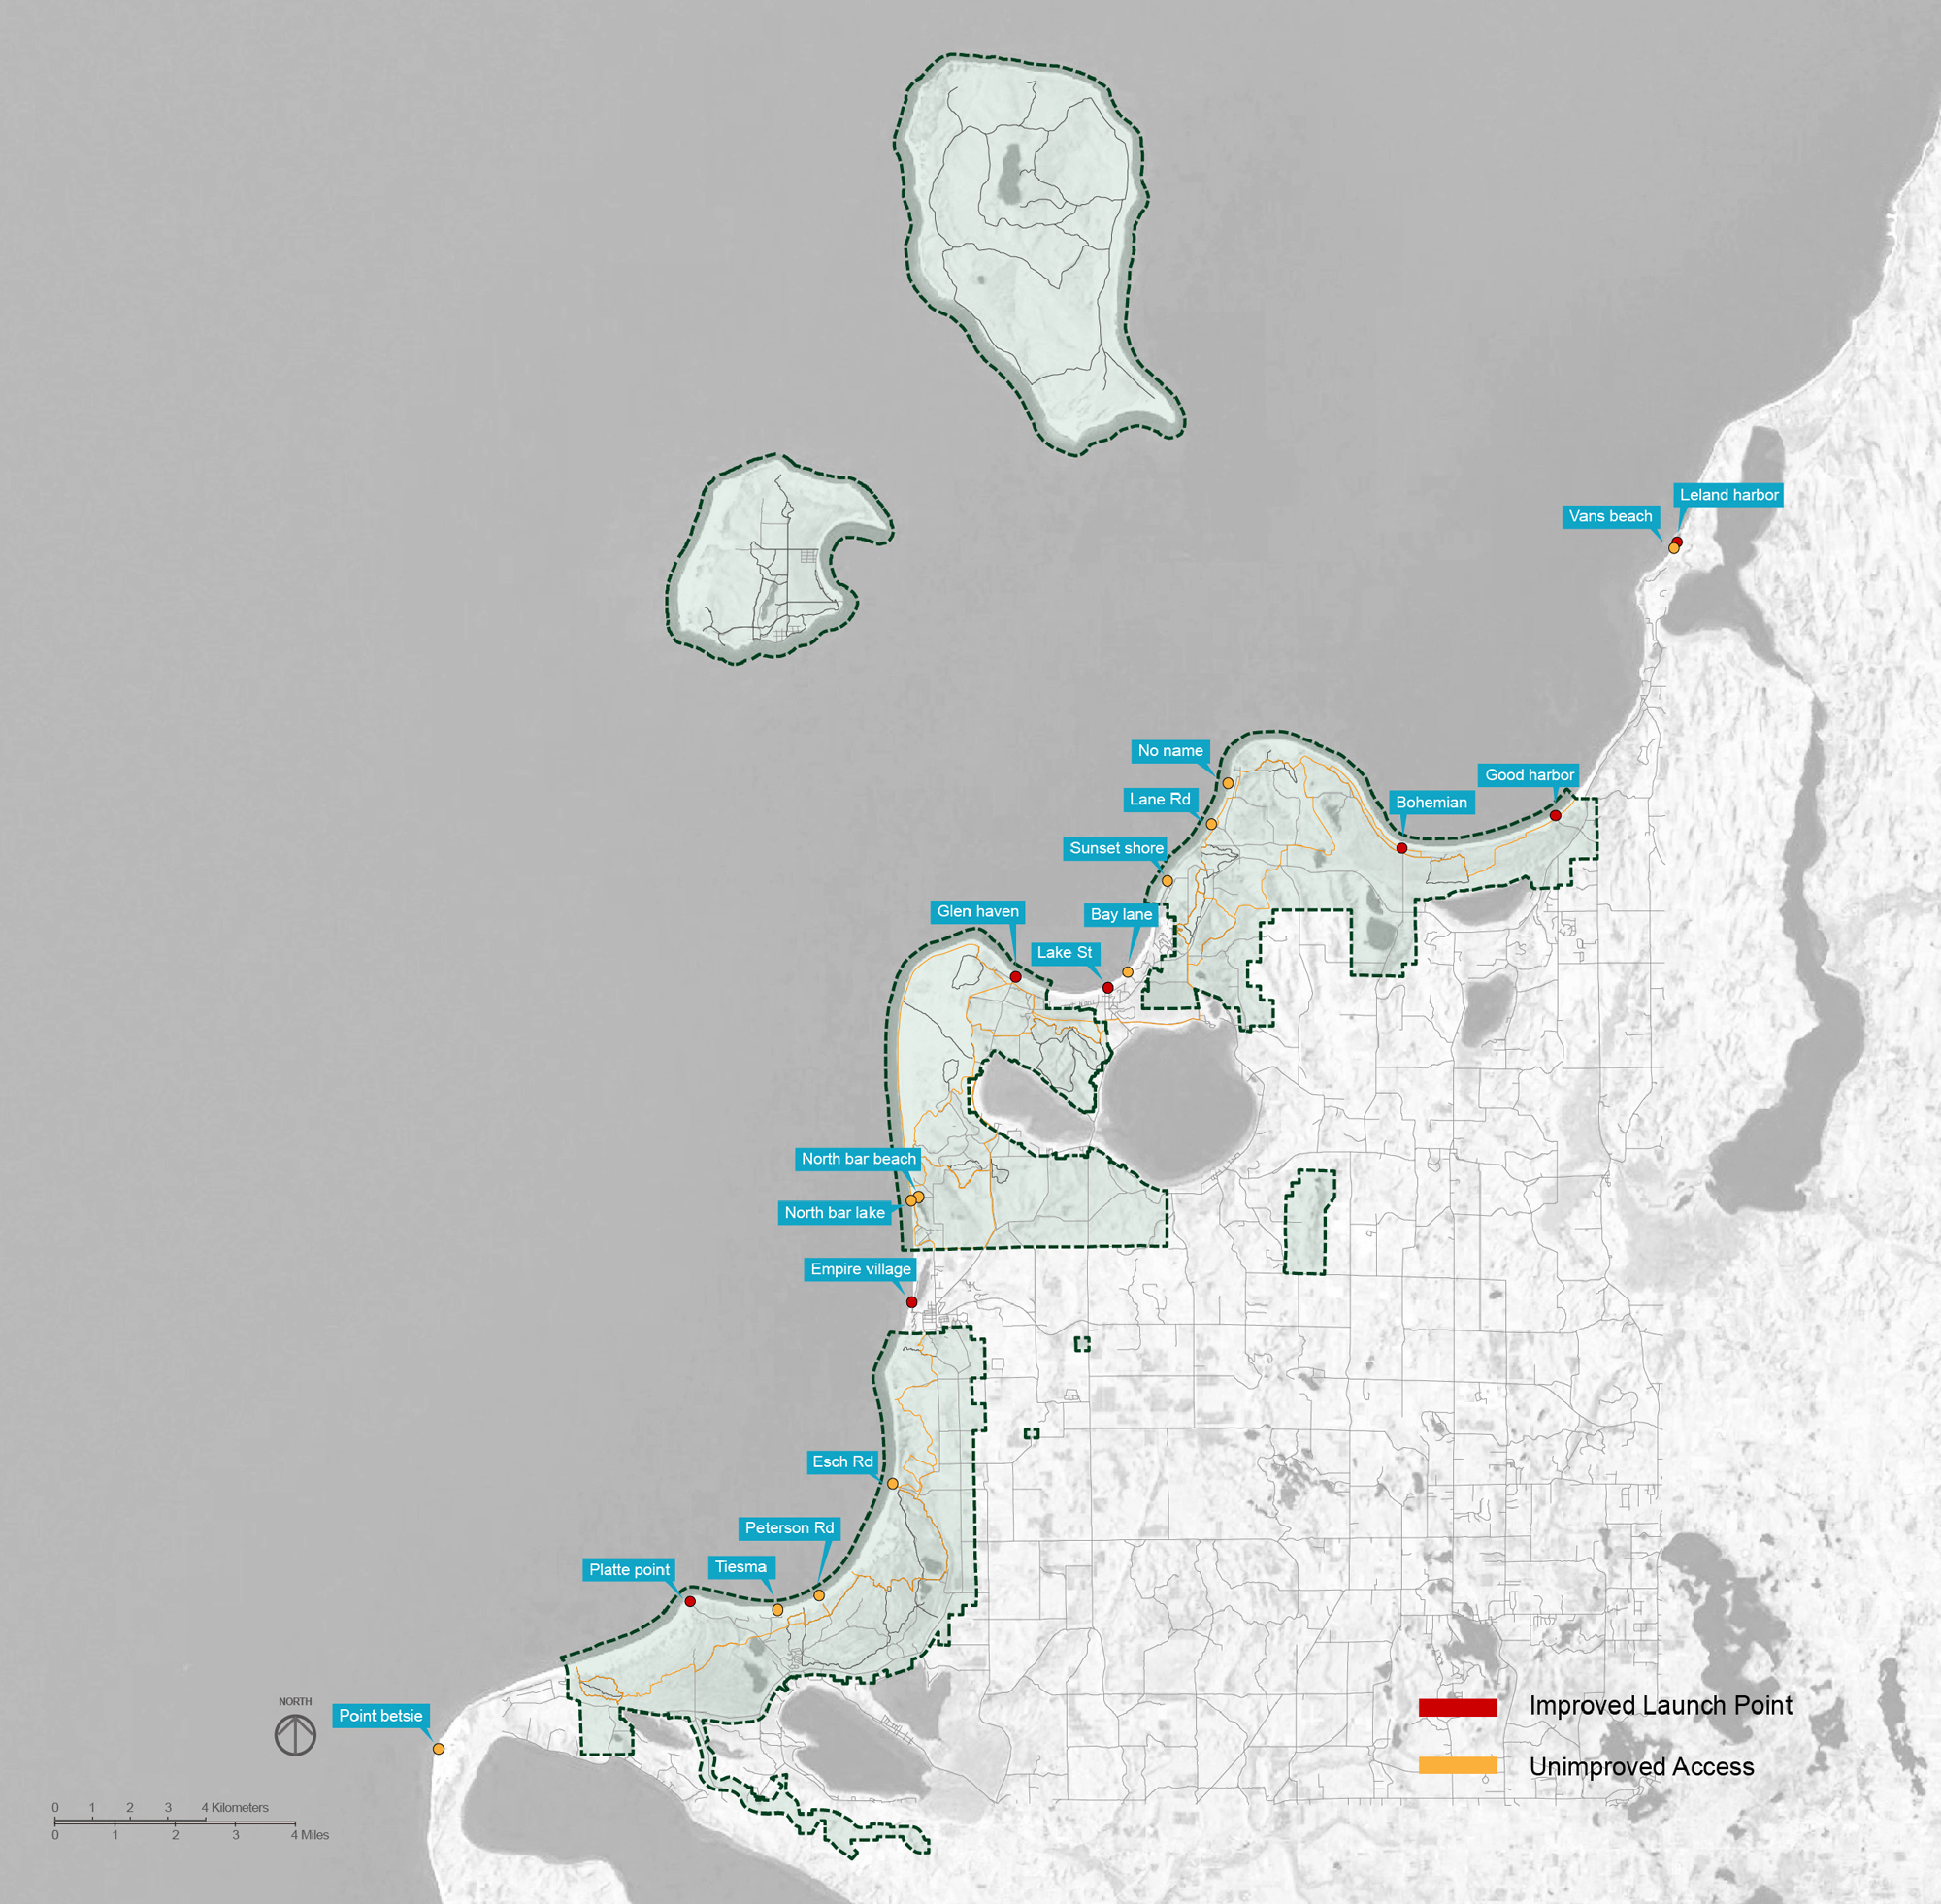 Leland harbor
Vans beach
No name
Good harbor
Lane Rd
Bohemian
Sunset shore
Glen haven
Bay lane
Lake St
North bar beach
North bar lake
Empire village
Esch Rd
Peterson Rd
Tiesma
Platte point
NORTH
Point betsie
Improved Launch Point
Unimproved Access
0 1 2 3 4 Kilometers
0 1 2 3 4 Miles